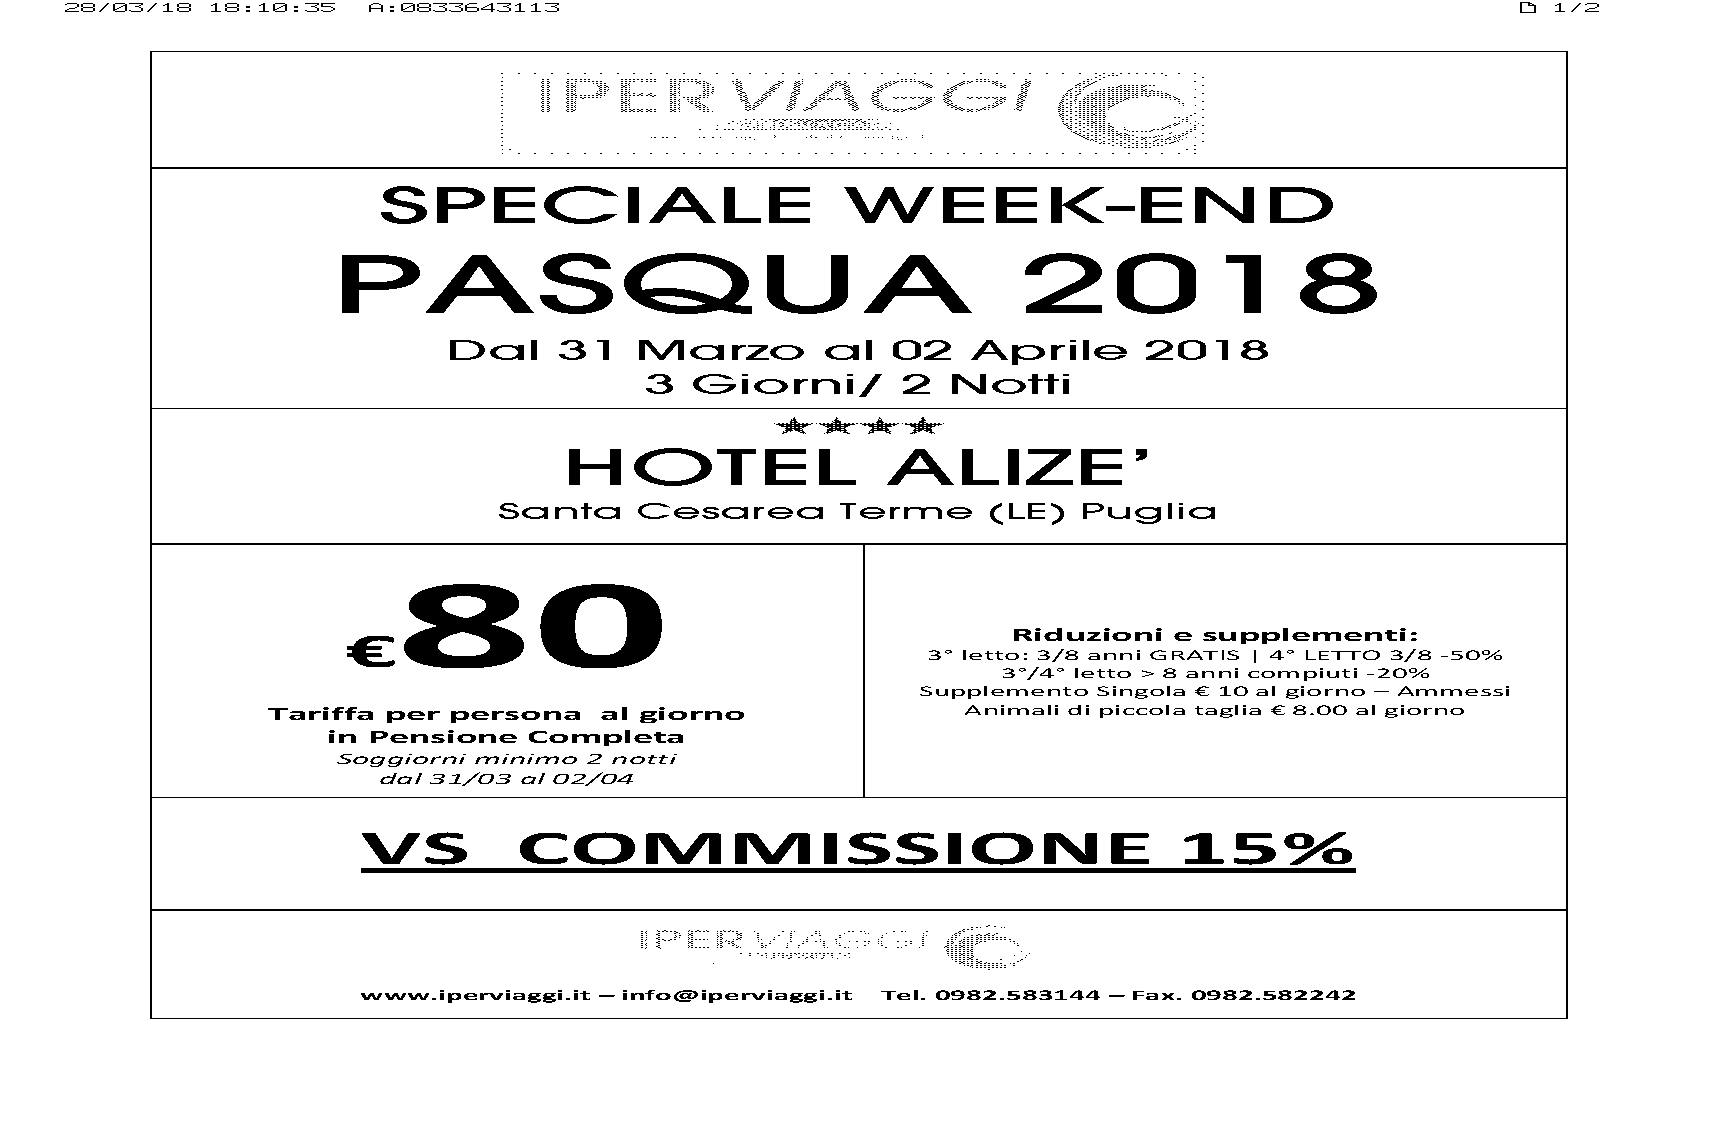 28/03/18 18:10:35 A:0833643113 1/2
IPERVIAGGI
SPECIALE WEEK-END
PASQUA 2018
Dal 31 Marzo al 02 Aprile 2018
3 Giorni/ 2 Notti
★★★★
HOTEL ALIZE’
Santa Cesarea Terme (LE) Puglia
€80
Tariffa per persona al giorno
in Pensione Completa
Soggiorni minimo 2 notti
dal 31/03 al 02/04
Riduzioni e supplementi:
3° letto: 3/8 anni GRATIS | 4° LETTO 3/8 -50%
3°/4° letto > 8 anni compiuti -20%
Supplemento Singola € 10 al giorno – Ammessi
Animali di piccola taglia € 8.00 al giorno
VS COMMISSIONE 15%
IPERVIAGGI
www.iperviaggi.it – info@iperviaggi.it Tel. 0982.583144 – Fax. 0982.582242